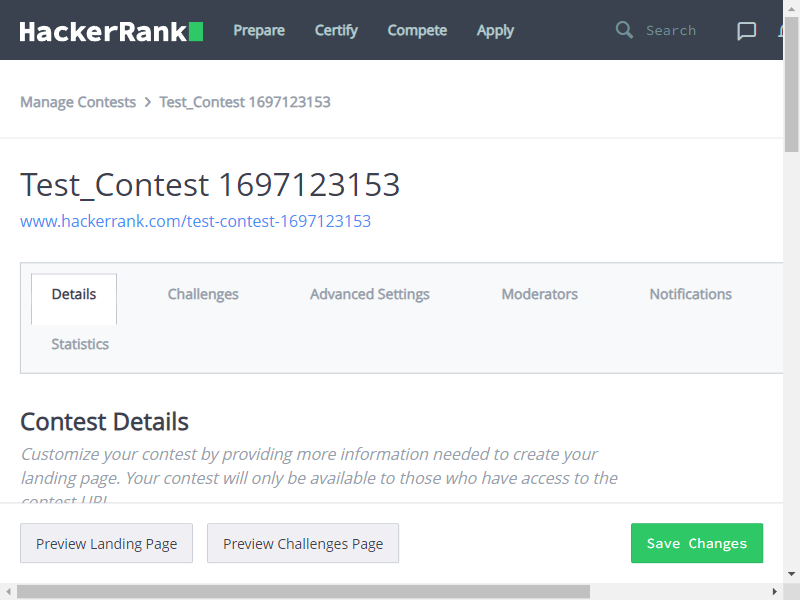 HackerRank Prepare Certify Compete Apply Search
Manage Contests > Test_Contest 1697123153
Test_Contest 1697123153
www.hackerrank.com/test-contest-1697123153
Details Challenges Advanced Settings Moderators Notifications
Statistics
Contest Details
Customize your contest by providing more information needed to create your
landing page. Your contest will only be available to those who have access to the
contest URL
Preview Landing Page Preview Challenges Page Save Changes